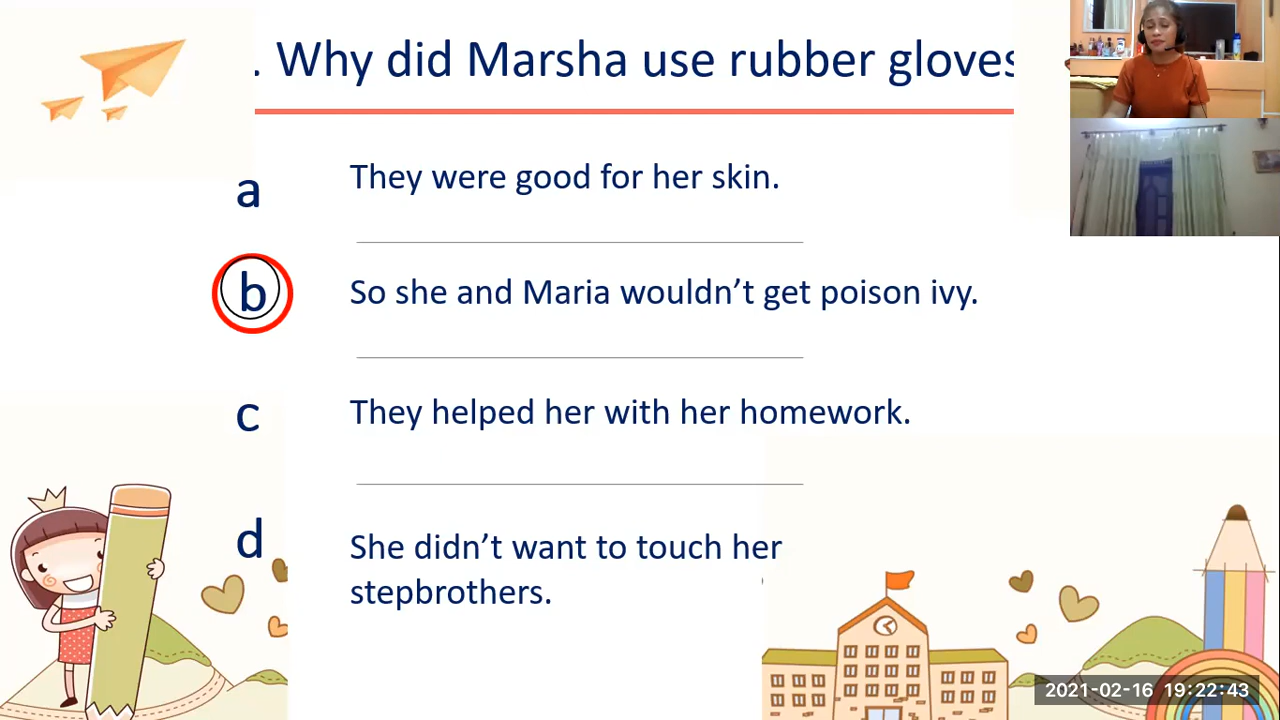 . Why did Marsha use rubber gloves
a They were good for her skin.
b So she and Maria wouldn't get poison ivy.
c They helped her with her homework.
d She didn't want to touch her
stepbrothers.
2021-02-16 19:22:43